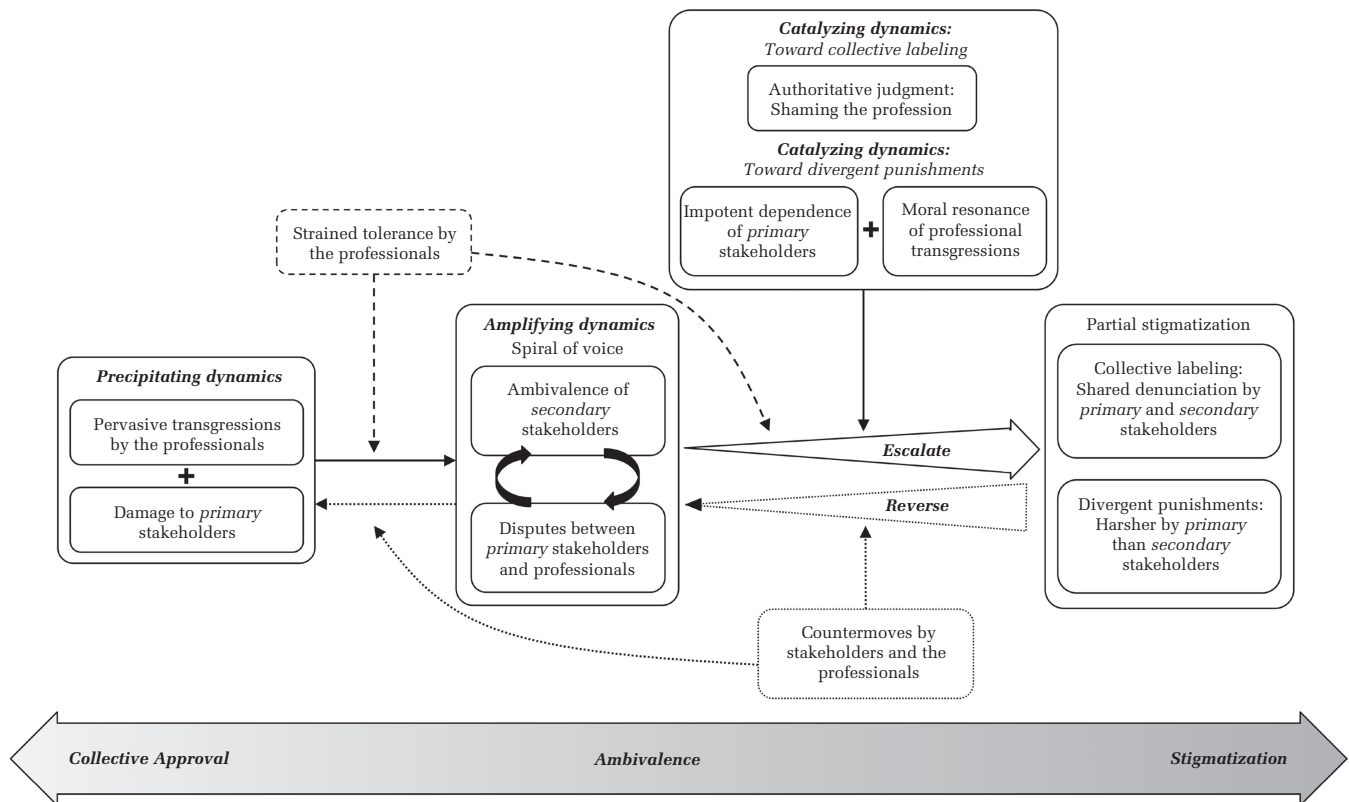 Catalyzing dynamics:
Toward collective labeling
Authoritative judgment:
Shaming the profession
Catalyzing dynamics:
Toward divergent punishments
Impotent dependence
of primary
stakeholders
+
Moral resonance
of professional
transgressions
Strained tolerance by
the professionals
Precipitating dynamics
Pervasive transgressions
by the professionals
+
Damage to primary
stakeholders
Amplifying dynamics
Spiral of voice
Ambivalence of
secondary
stakeholders
Disputes between
primary stakeholders
and professionals
Escalate
Reverse
Partial stigmatization
Collective labeling:
Shared denunciation by
primary and secondary
stakeholders
Divergent punishments:
Harsher by primary
than secondary
stakeholders
Countermoves by
stakeholders and the
professionals
Collective Approval
Ambivalence
Stigmatization